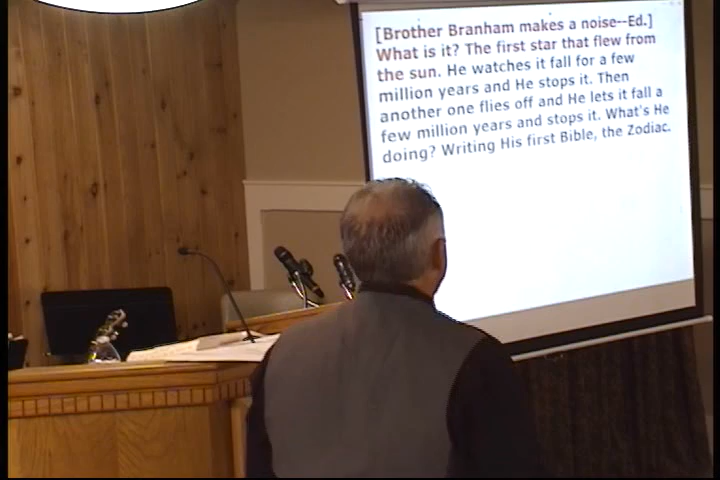 [Brother Branham makes a noise--Ed.]
What is it? The first star that flew from
the sun. He watches it fall for a few
million years and He stops it. Then
another one flies off and He lets it fall a
few million years and stops it. What's He
doing? Writing His first Bible, the Zodiac.